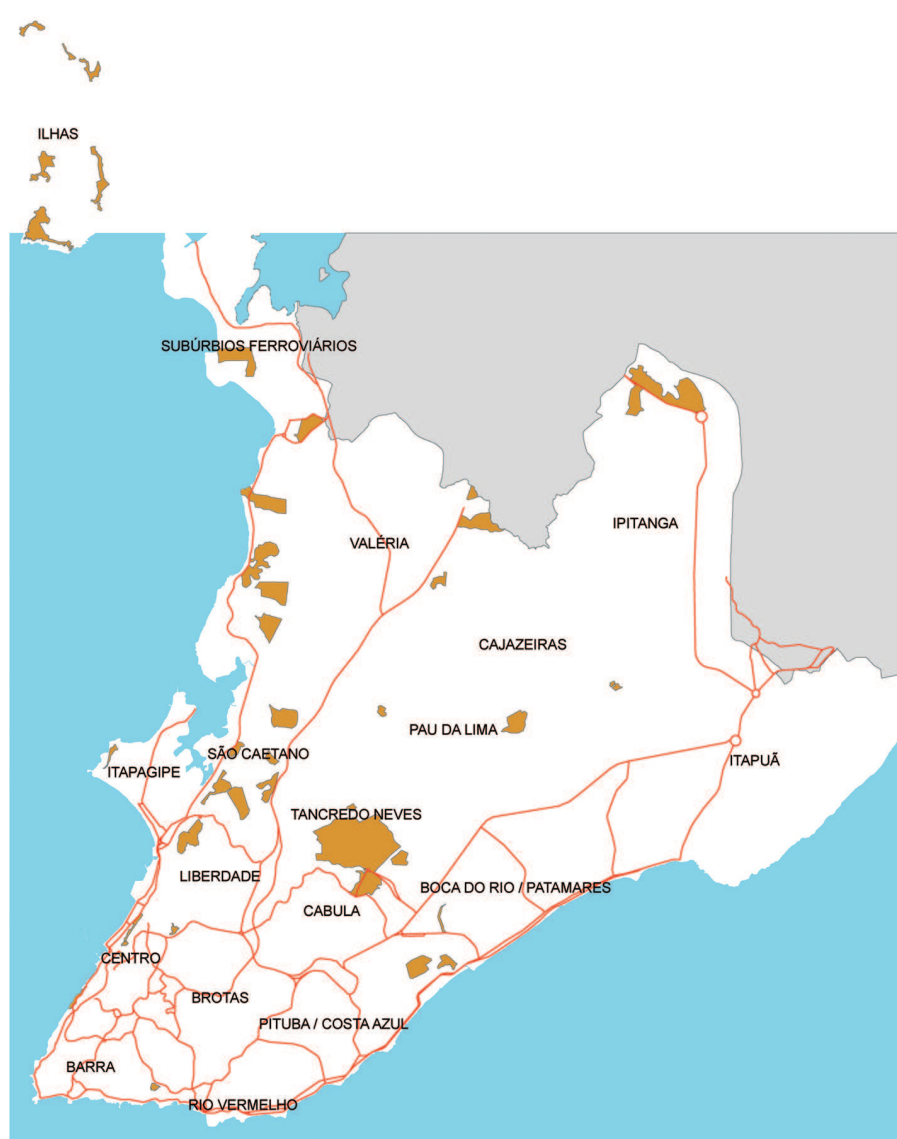 ILHAS
SUBÚRBIOS FERROVIÁRIOS
IPITANGA
VALÉRIA
CAJAZEIRAS
PAU DA LIMA
SÃO CAETANO
ITAPUÃ
ITAPAGIPE
TANCREDO NEVES
LIBERDADE
BOCA DO RIO / PATAMARES
CABULA
CENTRO
BROTAS
PITUBA / COSTA AZUL
BARRA
RIO VERMELHO